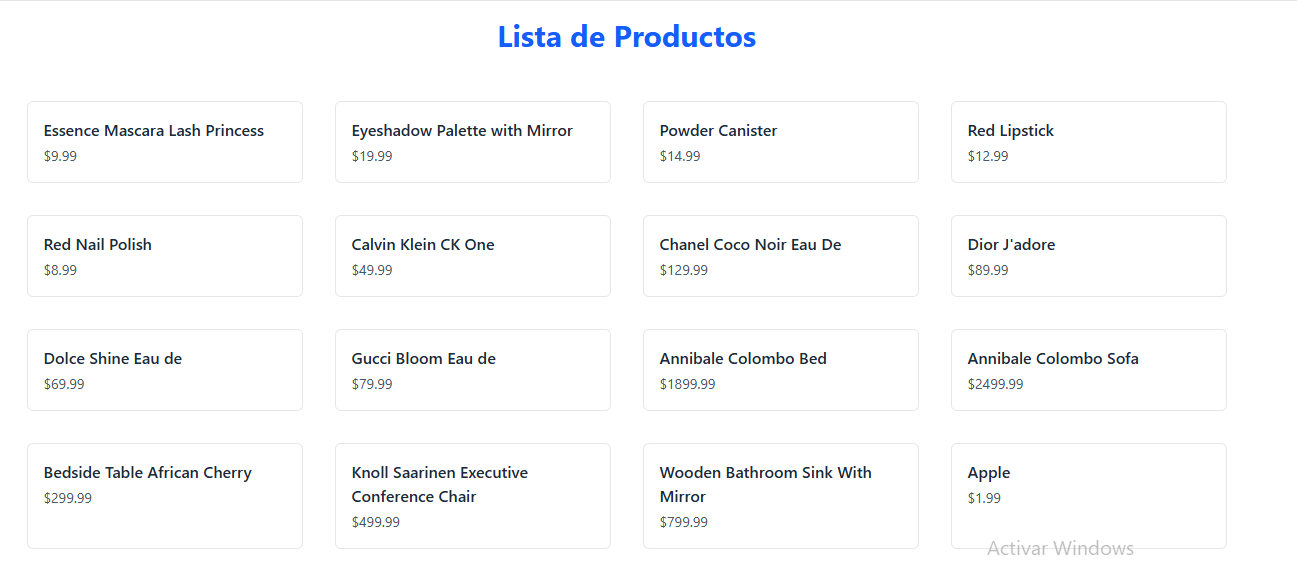 Lista de Productos
Essence Mascara Lash Princess
$9.99
Eyeshadow Palette with Mirror
$19.99
Powder Canister
$14.99
Red Lipstick
$12.99
Red Nail Polish
$8.99
Calvin Klein CK One
$49.99
Chanel Coco Noir Eau De
$129.99
Dior J'adore
$89.99
Dolce Shine Eau de
$69.99
Gucci Bloom Eau de
$79.99
Annibale Colombo Bed
$1899.99
Annibale Colombo Sofa
$2499.99
Bedside Table African Cherry
$299.99
Knoll Saarinen Executive
Conference Chair
$499.99
Wooden Bathroom Sink With
Mirror
$799.99
Apple
$1.99
Activar Windows